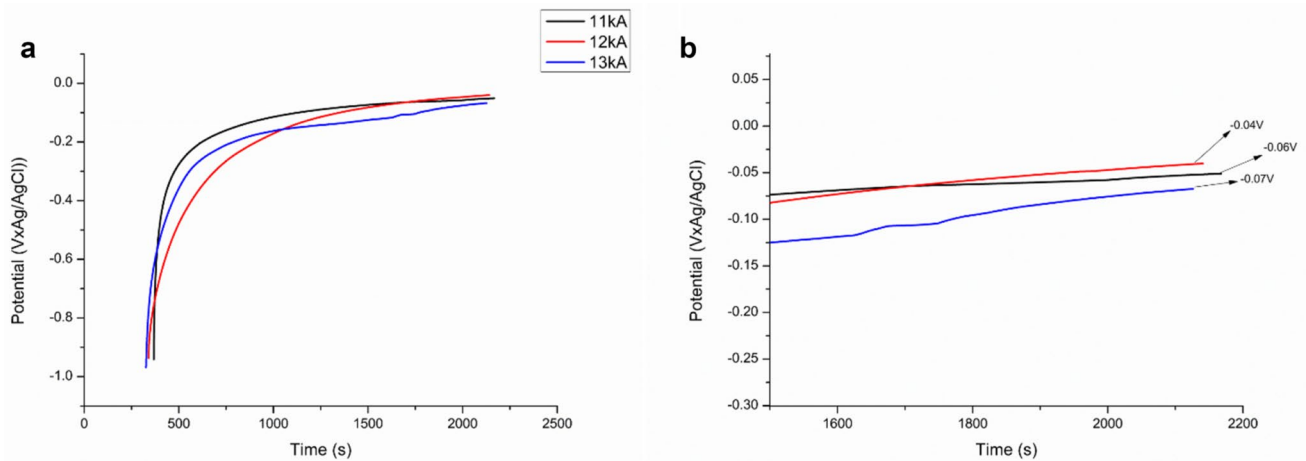 a
11kA
12kA
13kA
0.0
-0.2
-0.4
-0.6
-0.8
-1.0
Potential (VxAg/AgCl))
0
500
1000
1500
2000
2500
Time (s)
b
0.05
0.00
-0.05
-0.10
-0.15
-0.20
-0.25
-0.30
Potential (VxAg/AgCl)
-0.04V
-0.06V
-0.07V
1600
1800
2000
2200
Time (s)